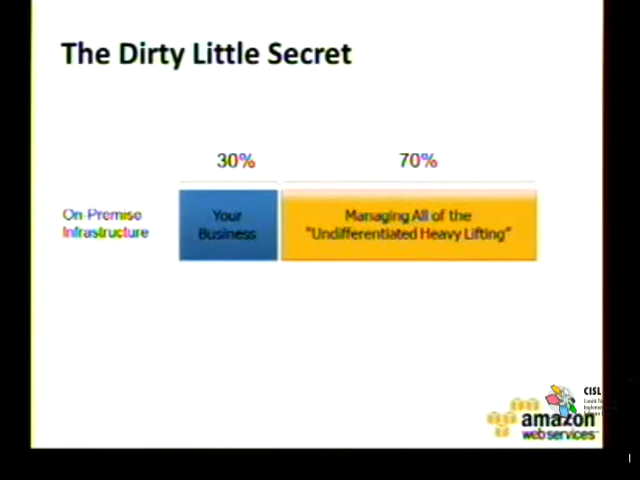 The Dirty Little Secret
30%
70%
On-Premise
Infrastructure
Your
Business
Managing All of the
"Undifferentiated Heavy Lifting"
CISL
amazon
web services